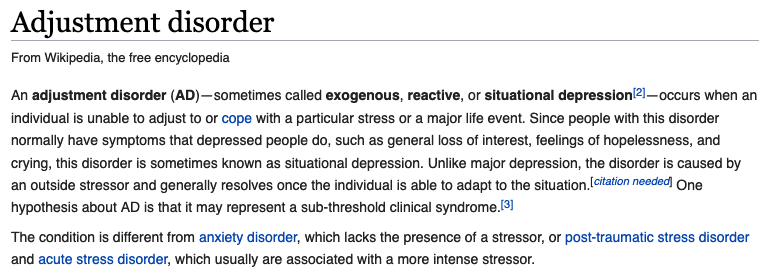 Adjustment disorder
From Wikipedia, the free encyclopedia
An adjustment disorder (AD)—sometimes called exogenous, reactive, or situational depression[2]—occurs when an
individual is unable to adjust to or cope with a particular stress or a major life event. Since people with this disorder
normally have symptoms that depressed people do, such as general loss of interest, feelings of hopelessness, and
crying, this disorder is sometimes known as situational depression. Unlike major depression, the disorder is caused by
an outside stressor and generally resolves once the individual is able to adapt to the situation.[citation needed] One
hypothesis about AD is that it may represent a sub-threshold clinical syndrome.[3]
The condition is different from anxiety disorder, which lacks the presence of a stressor, or post-traumatic stress disorder
and acute stress disorder, which usually are associated with a more intense stressor.